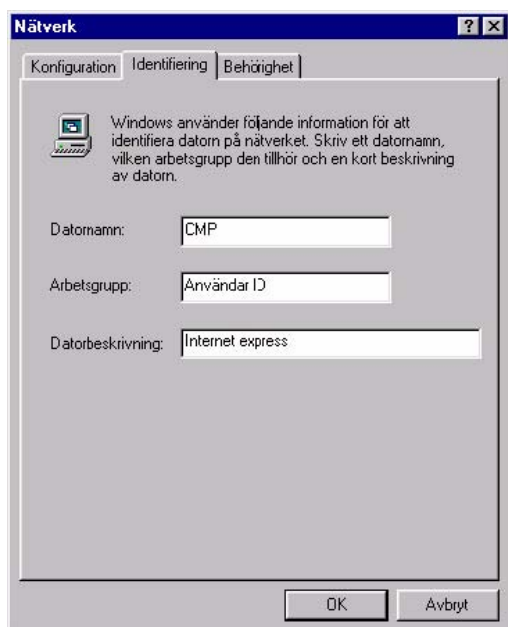 Nätverk
Konfiguration Identifiering Behörighet
Windows använder följande information för att
identifiera datorn på nätverket. Skriv ett datornamn,
vilken arbetsgrupp den tillhör och en kort beskrivning
av datorn.
Datornamn: CMP
Arbetsgrupp: Användar ID
Datorbeskrivning: Internet express
OK Avbryt